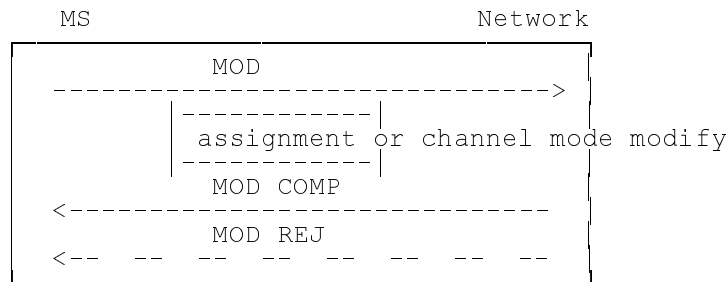 MS Network
MOD
assignment or channel mode modify
MOD COMP
MOD REJ